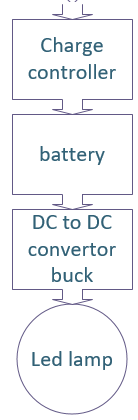 Charge
controller
battery
DC to DC
convertor
buck
Led lamp